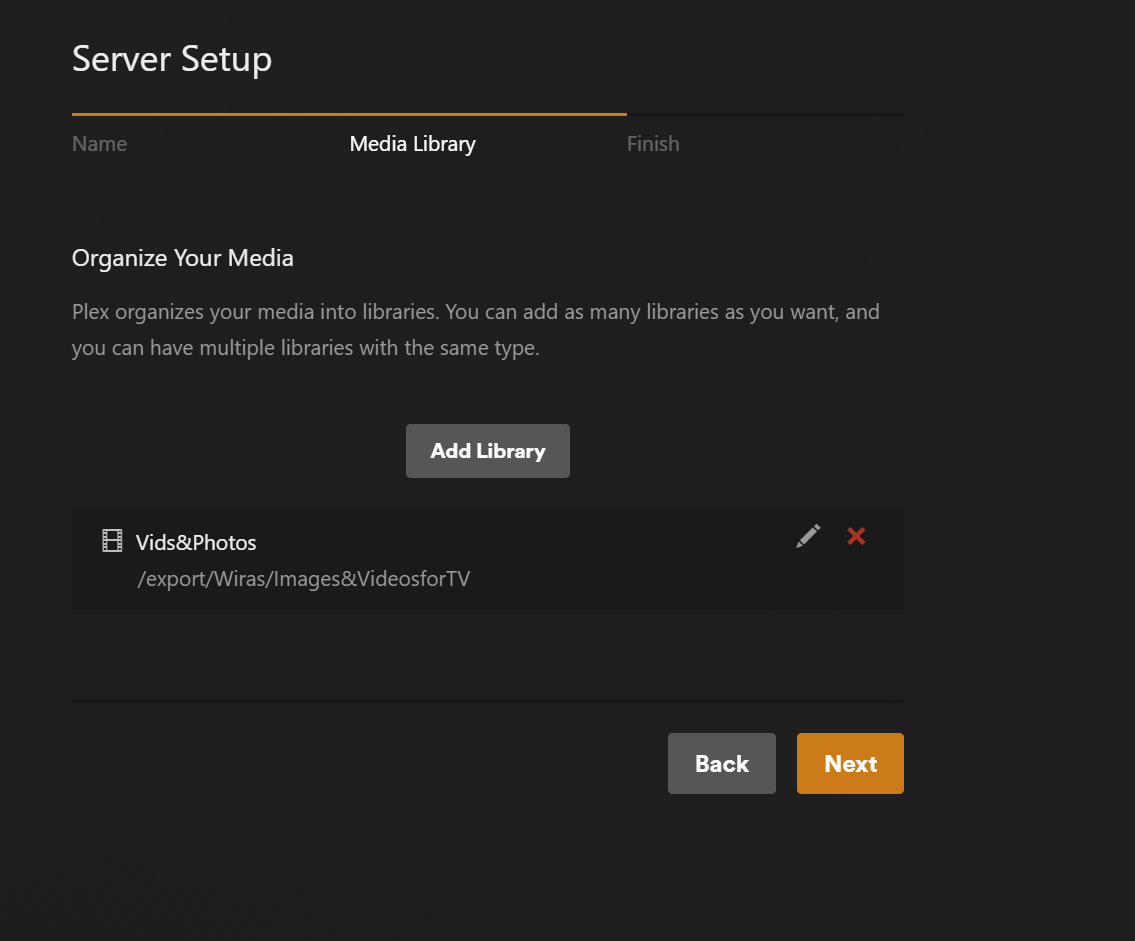 Server Setup
Name
Media Library
Finish
Organize Your Media
Plex organizes your media into libraries. You can add as many libraries as you want, and
you can have multiple libraries with the same type.
Add Library
Vids&Photos
/export/Wiras/Images&VideosforTV
Back
Next